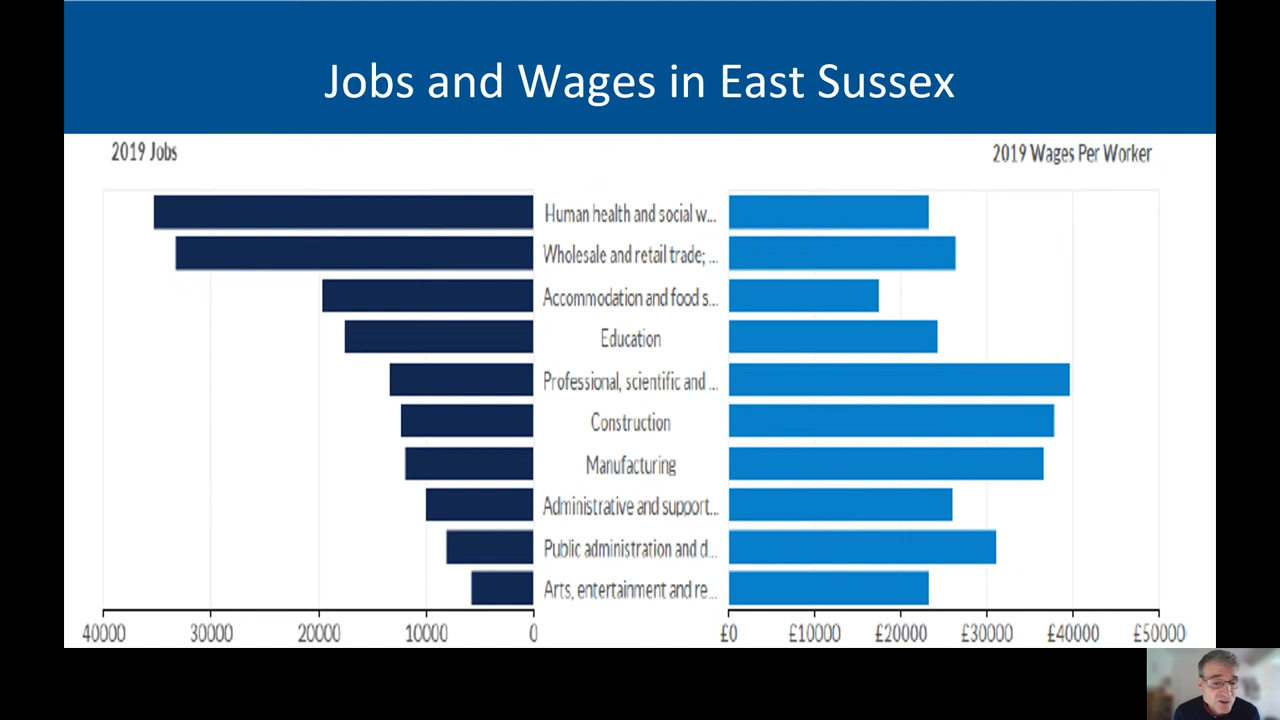 Jobs and Wages in East Sussex
2019 Jobs
2019 Wages Per Worker
Human health and social w...
Wholesale and retail trade; ...
Accommodation and food s...
Education
Professional, scientific and ...
Construction
Manufacturing
Administrative and support...
Public administration and d...
Arts, entertainment and re...
40000 30000 20000 10000 0
£0 £10000 £20000 £30000 £40000 £50000